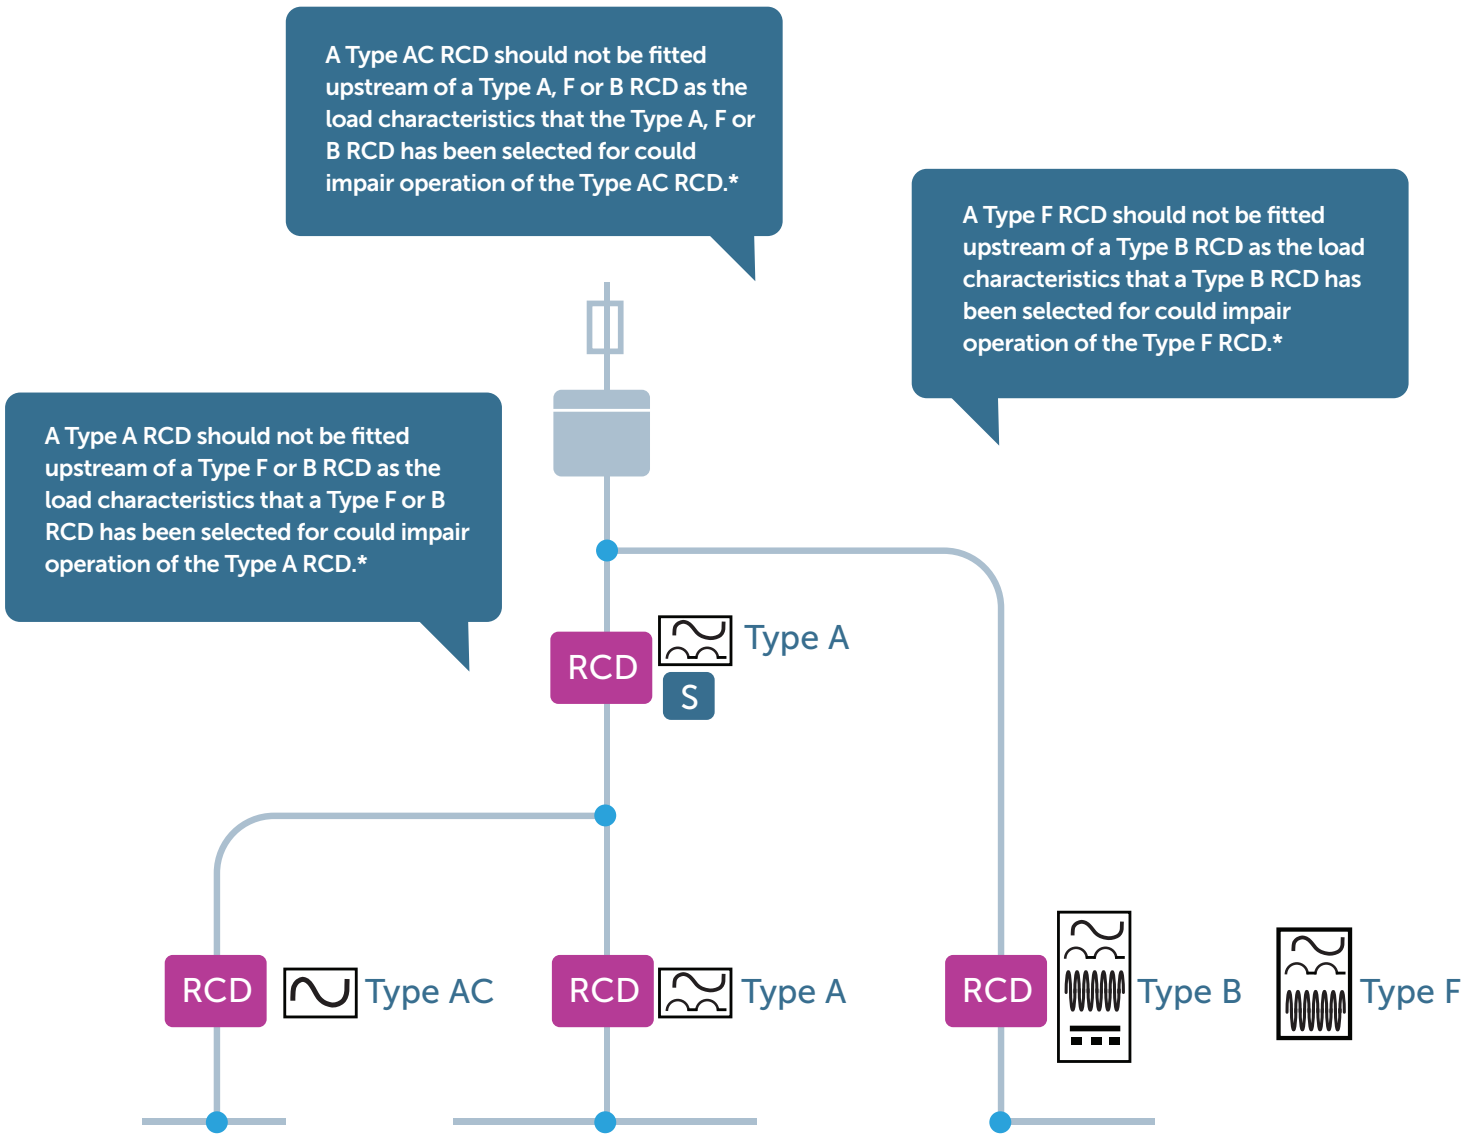 A Type AC RCD should not be fitted
upstream of a Type A, F or B RCD as the
load characteristics that the Type A, F or
B RCD has been selected for could
impair operation of the Type AC RCD.*
A Type F RCD should not be fitted
upstream of a Type B RCD as the load
characteristics that a Type B RCD has
been selected for could impair
operation of the Type F RCD.*
A Type A RCD should not be fitted
upstream of a Type F or B RCD as the
load characteristics that a Type F or B
RCD has been selected for could impair
operation of the Type A RCD.*
RCD
Type A
S
RCD
Type AC
RCD
Type A
RCD
Type B
Type F